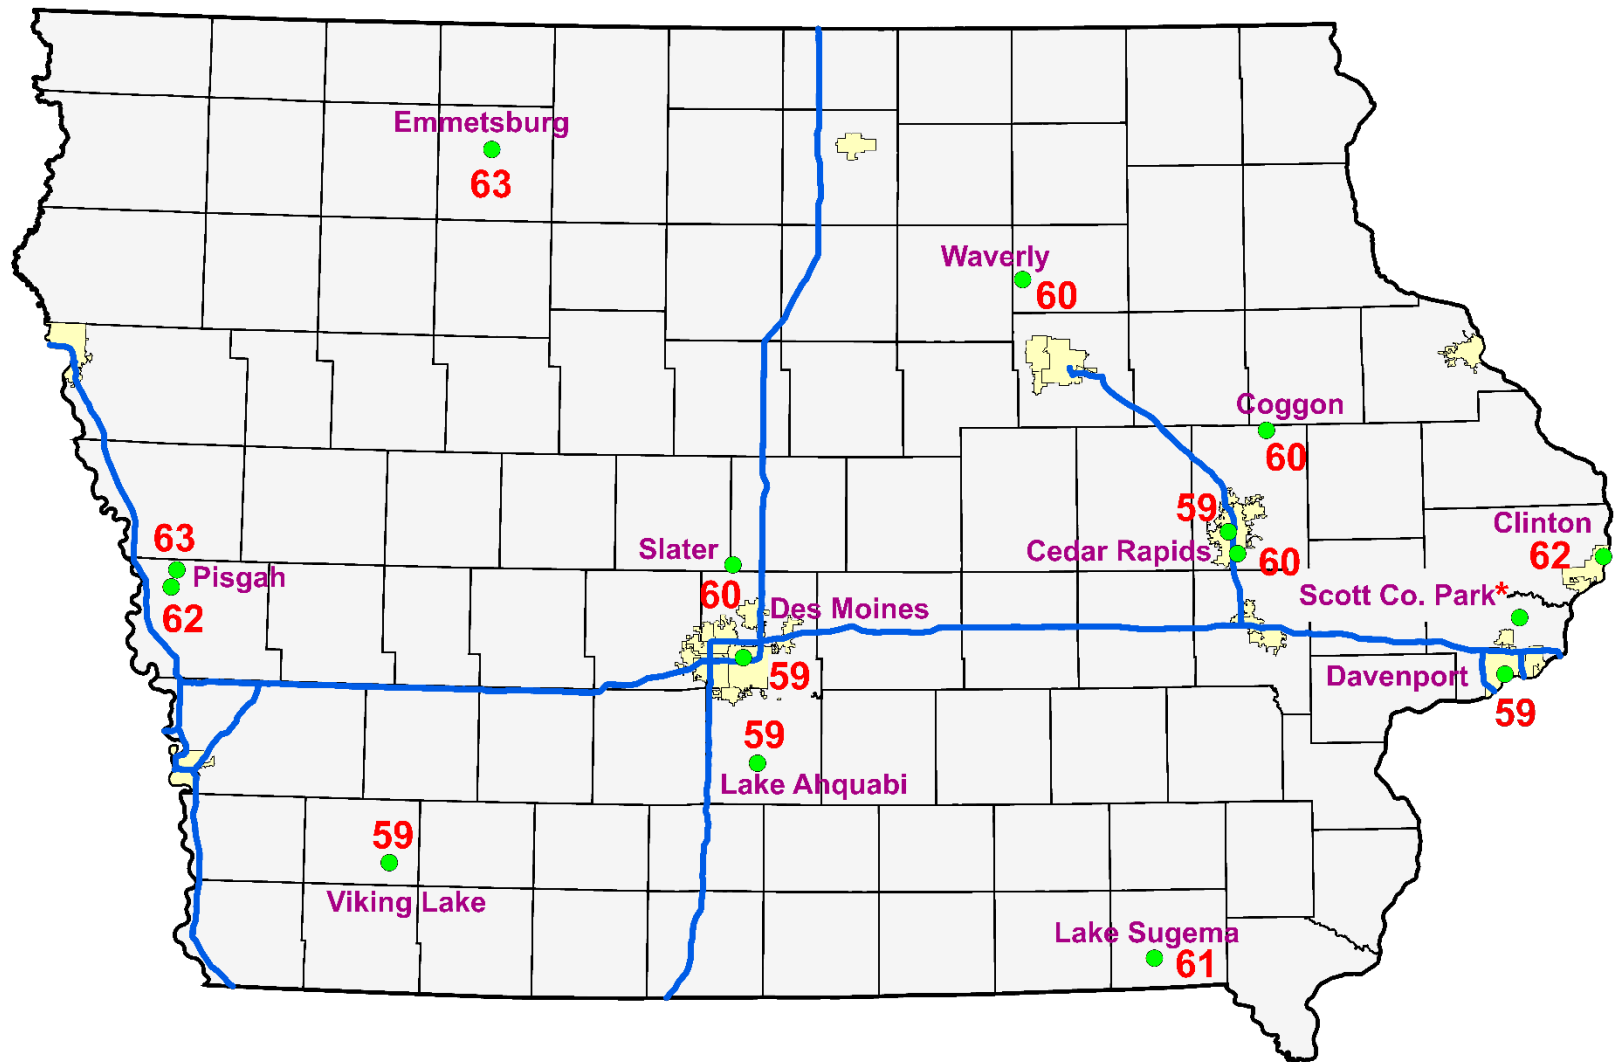 Emmetsburg
63
Waverly
60
Coggon
60
59
Cedar Rapids
60
Clinton
62
63
Pisgah
62
Slater
60
Des Moines
59
Scott Co. Park*
Davenport
59
59
Lake Ahquabi
59
Viking Lake
Lake Sugema
61